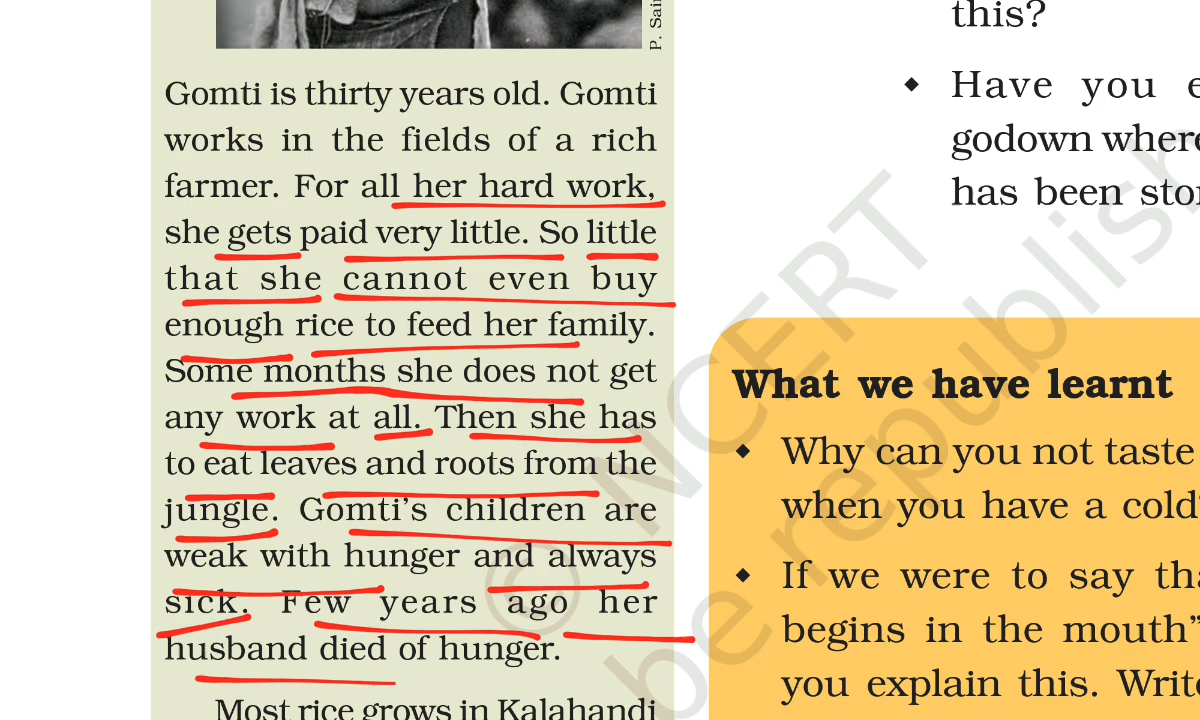 P. Sai
Gomti is thirty years old. Gomti
works in the fields of a rich
farmer. For all her hard work,
she gets paid very little. So little
that she cannot even buy
enough rice to feed her family.
Some months she does not get
any work at all. Then she has
to eat leaves and roots from the
jungle. Gomti's children are
weak with hunger and always
sick. Few years ago her
husband died of hunger.
Most rice grows in Kalahandi
this?
◆ Have you e
godown where
has been stor
What we have learnt
◆ Why can you not taste
when you have a cold?
◆ If we were to say tha
begins in the mouth"
you explain this. Write
© NCERT
be republish